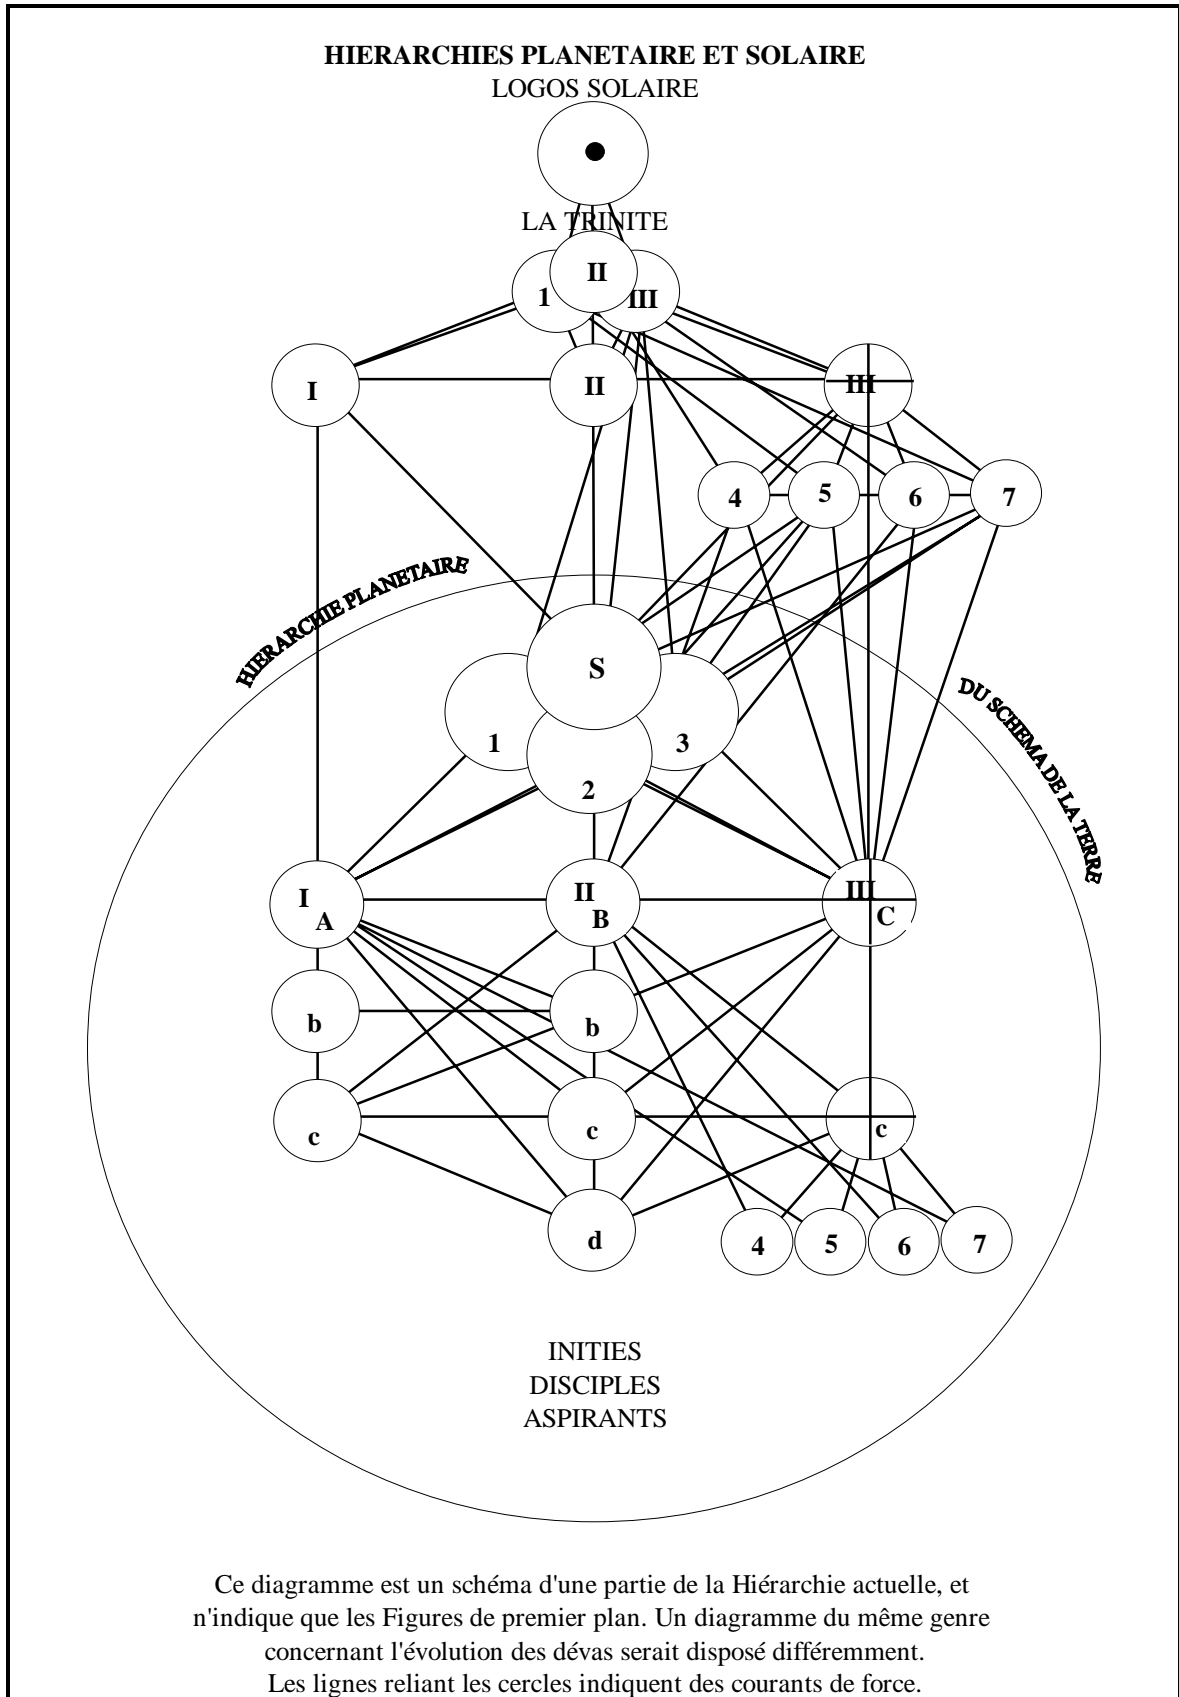 HIERARCHIES PLANETAIRE ET SOLAIRE
LOGOS SOLAIRE
LA TRINITE
II
1 III
I II III
4 5 6 7
HIERARCHIE PLANETAIRE
DU SCHEMA DE LA TERRE
S
1 3
2
I II III
A B C
b b
c c c
d 4 5 6 7
INITIES
DISCIPLES
ASPIRANTS
Ce diagramme est un schéma d'une partie de la Hiérarchie actuelle, et
n'indique que les Figures de premier plan. Un diagramme du même genre
concernant l'évolution des dévas serait disposé différemment.
Les lignes reliant les cercles indiquent des courants de force.